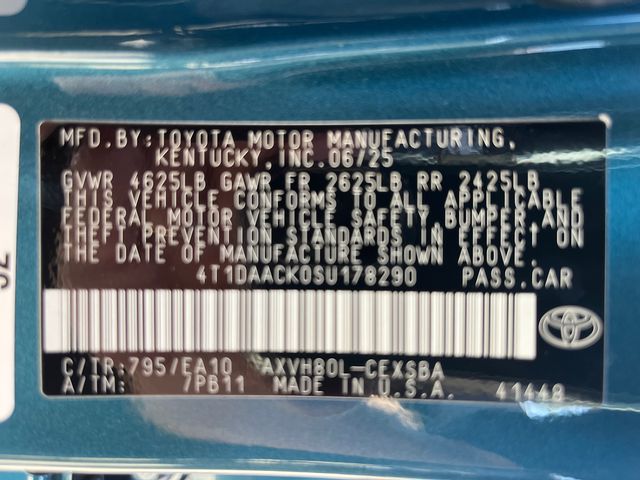 MFD. BY: TOYOTA MOTOR MANUFACTURING,
KENTUCKY, INC. 06/25
GVWR 4625LB GAWR FR 2625LB RR 2425LB
THIS VEHICLE CONFORMS TO ALL APPLICABLE
FEDERAL MOTOR VEHICLE SAFETY, BUMPER AND
THEFT PREVENTION STANDARDS IN EFFECT ON
THE DATE OF MANUFACTURE SHOWN ABOVE.
4T1DAACK0SU178290 PASS.CAR
C/TR: 795/EA10 AXVH80L-CEXSBA
A/TM: /PB11 MADE IN U.S.A. 41448